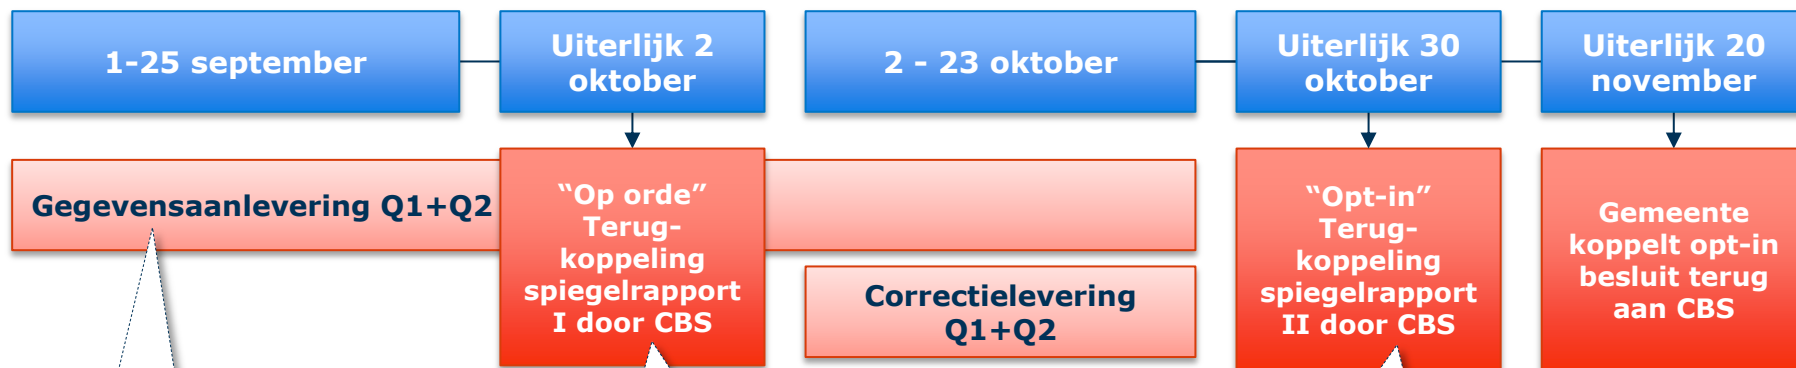 1-25 september
Uiterlijk 2
oktober
2 - 23 oktober
Uiterlijk 30
oktober
Uiterlijk 20
november
Gegevensaanlevering Q1+Q2
“Op orde”
Terug-
koppeling
spiegelrapport
I door CBS
Correctielevering
Q1+Q2
“Opt-in”
Terug-
koppeling
spiegelrapport
II door CBS
Gemeente
koppelt opt-in
besluit terug
aan CBS